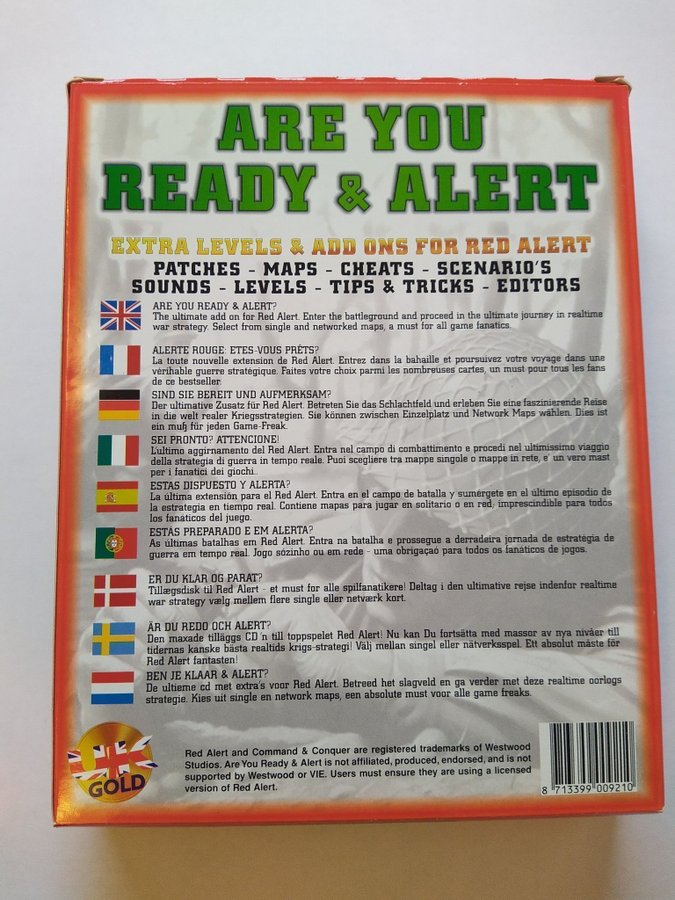 ARE YOU
READY & ALERT
EXTRA LEVELS & ADD ONS FOR RED ALERT
PATCHES - MAPS - CHEATS - SCENARIO'S
SOUNDS - LEVELS - TIPS & TRICKS - EDITORS
ARE YOU READY & ALERT?
The ultimate add on for Red Alert. Enter the battleground and proceed in the ultimate journey in realtime
war strategy. Select from single and networked maps, a must for all game fanatics.
ALERTE ROUGE: ETES-VOUS PRÊTS?
La toute nouvelle extension de Red Alert. Entrez dans la bahaille et poursuivez votre voyage dans une
vérihable guerre stratégique. Faites votre choix parmi les nombreuses cartes, un must pour tous les fans
de ce bestseller.
SIND SIE BEREIT UND AUFMERKSAM?
Der ultimative Zusatz für Red Alert. Betreten Sie das Schlachtfeld und erleben Sie eine faszinierende Reise
in die welt realer Kriegsstrategien. Sie können zwischen Einzelplatz und Network Maps wählen. Dies ist
ein muß für jeden Game-Freak.
SEI PRONTO? ATTENCIONE!
L'ultimo aggirnamento del Red Alert. Entra nel campo di combattimento e procedi nel ultimissimo viaggio
della strategia di guerra in tempo reale. Puoi scegliere tra mappe singole o mappe in rete, e' un vero mast
per i fanatici dei giochi.
ESTAS DISPUESTO Y ALERTA?
La última extensión para el Red Alert. Entra en el campo de batalla y sumérgete en el último episodio de
la estrategia en tiempo real. Contiene mapas para jugar en solitario o en red, imprescindible para todos
los fanáticos del juego.
ESTÁS PREPARADO E EM ALERTA?
As últimas batalhas em Red Alert. Entra na batalha e prossegue a derradeira jornada de estratégia de
guerra em tempo real. Jogo sózinho ou em rede - uma obrigaçaó para todos os fanáticos de jogos.
ER DU KLAR OG PARAT?
Tillægsdisk til Red Alert - et must for alle spilfanatikere! Deltag i den ultimative rejse indenfor realtime
war strategy vælg mellem flere single eller netværk kort.
ÄR DU REDO OCH ALERT?
Den maxade tilläggs CD´n till toppspelet Red Alert! Nu kan Du fortsätta med massor av nya nivåer till
tidernas kanske bästa realtids krigs-strategi! Välj mellan singel eller nätverksspel. Ett absolut måste för
Red Alert fantasten!
BEN JE KLAAR & ALERT?
De ultieme cd met extra's voor Red Alert. Betreed het slagveld en ga verder met deze realtime oorlogs
strategie. Kies uit single en network maps, een absolute must voor alle game freaks.
UK
GOLD
Red Alert and Command & Conquer are registered trademarks of Westwood
Studios. Are You Ready & Alert is not affiliated, produced, endorsed, and is not
supported by Westwood or VIE. Users must ensure they are using a licensed
version of Red Alert.
8 713399 009210